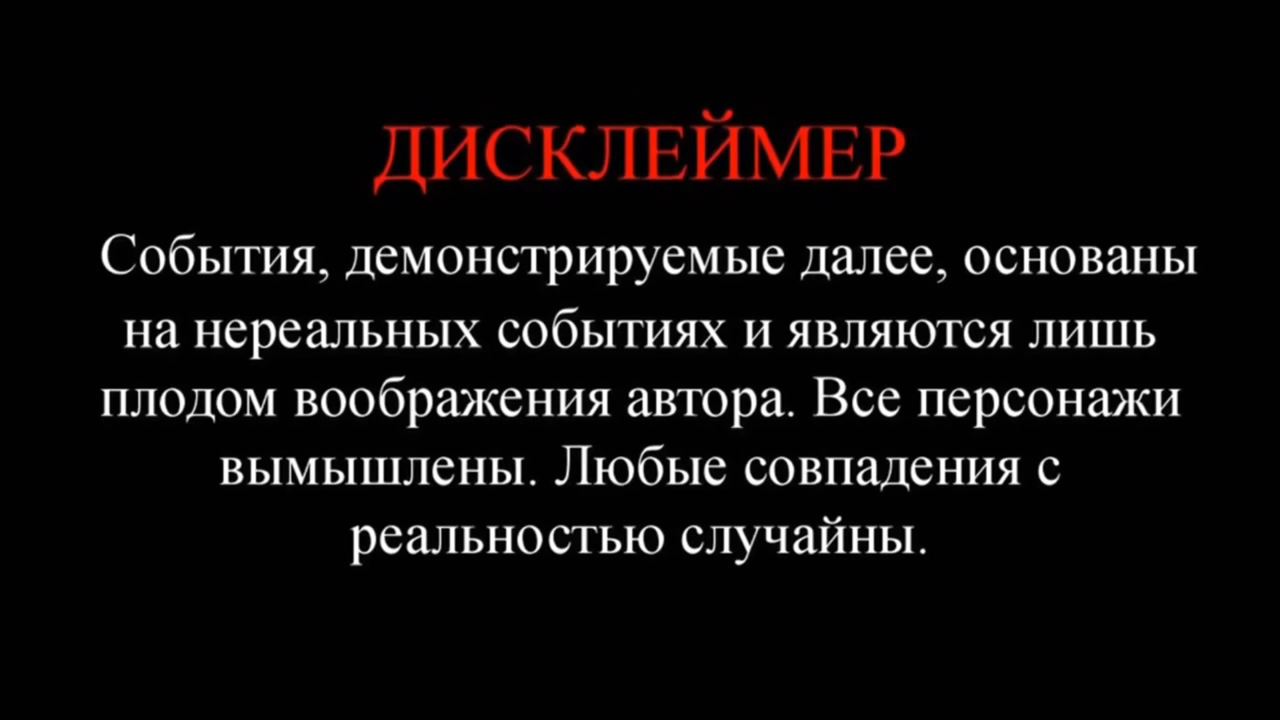 ДИСКЛЕЙМЕР
События, демонстрируемые далее, основаны
на нереальных событиях и являются лишь
плодом воображения автора. Все персонажи
вымышлены. Любые совпадения с
реальностью случайны.